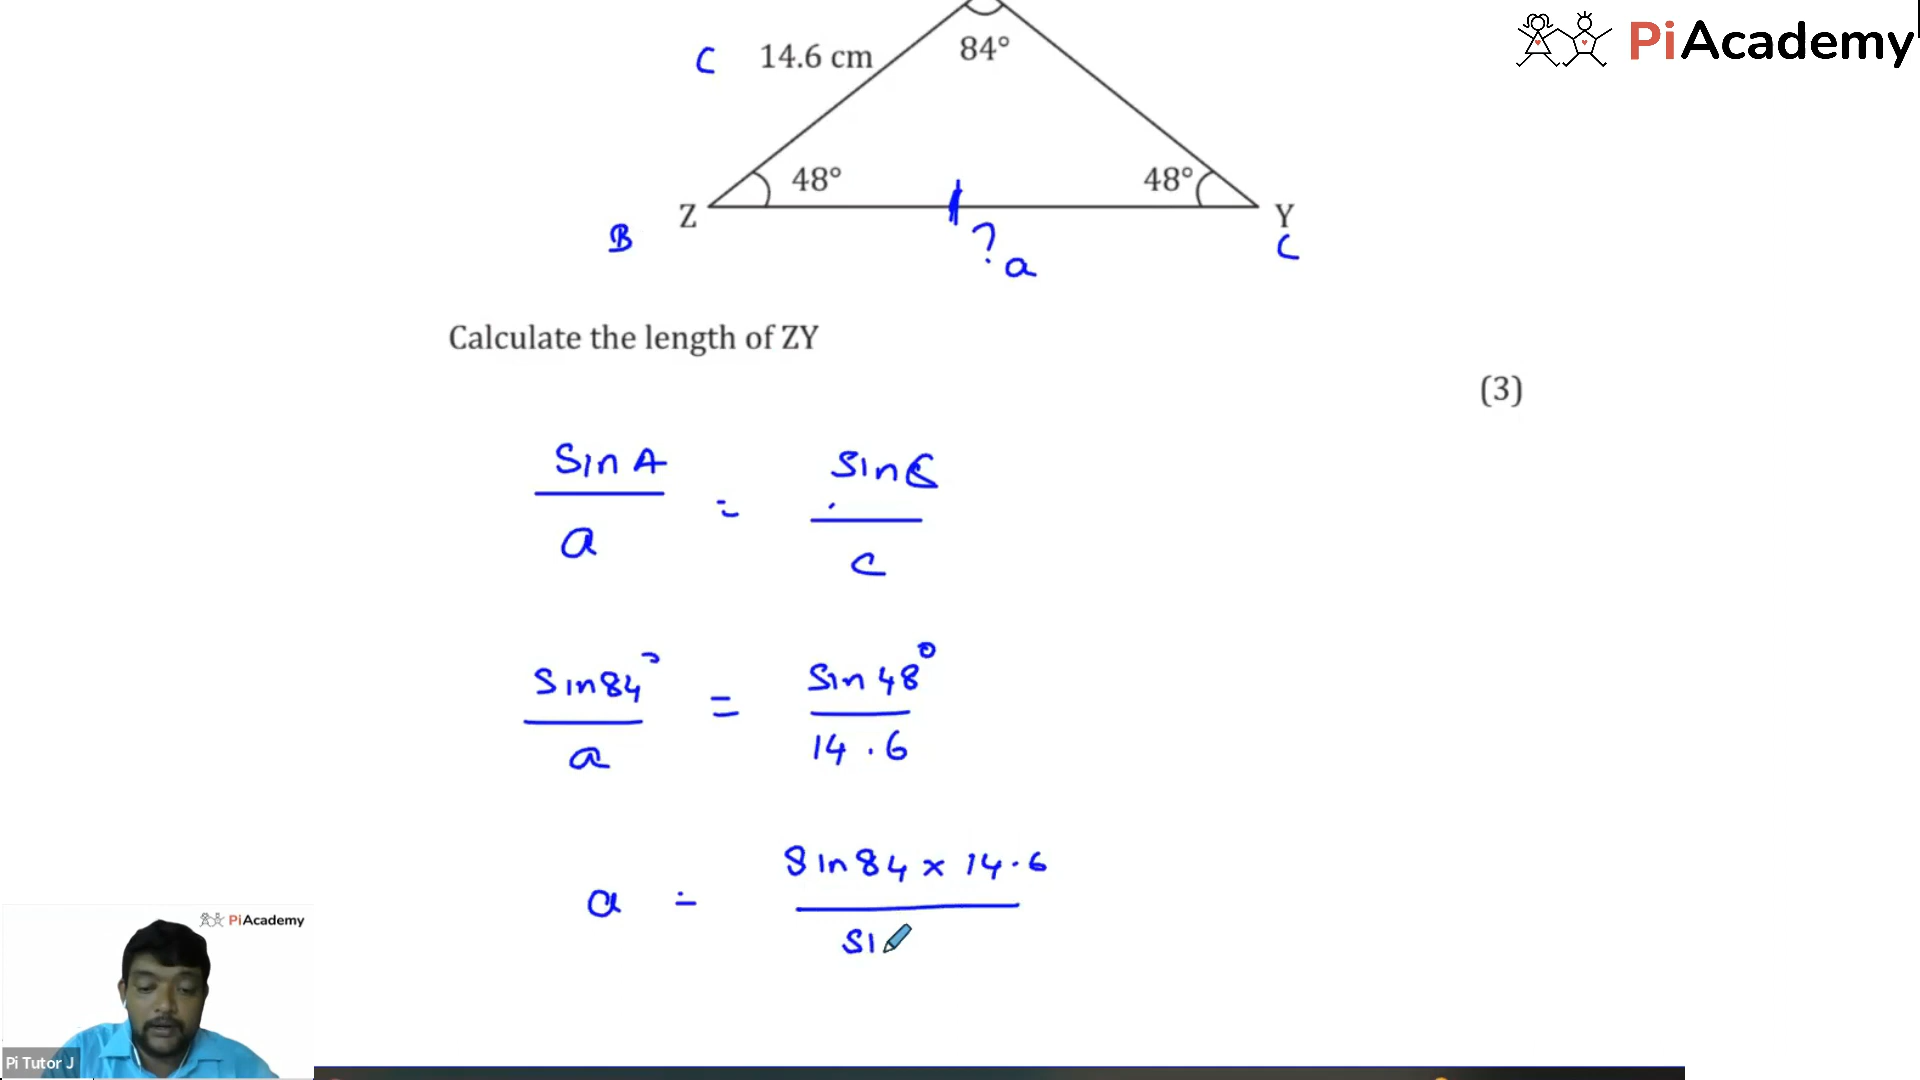 PiAcademy
C 14.6 cm 84°
48° 48°
Z Y
B ? a C
Calculate the length of ZY
(3)
Sin A / a = Sin C / c
Sin 84° / a = Sin 48° / 14.6
a = Sin 84 x 14.6 / Si
PiAcademy
Pi Tutor J